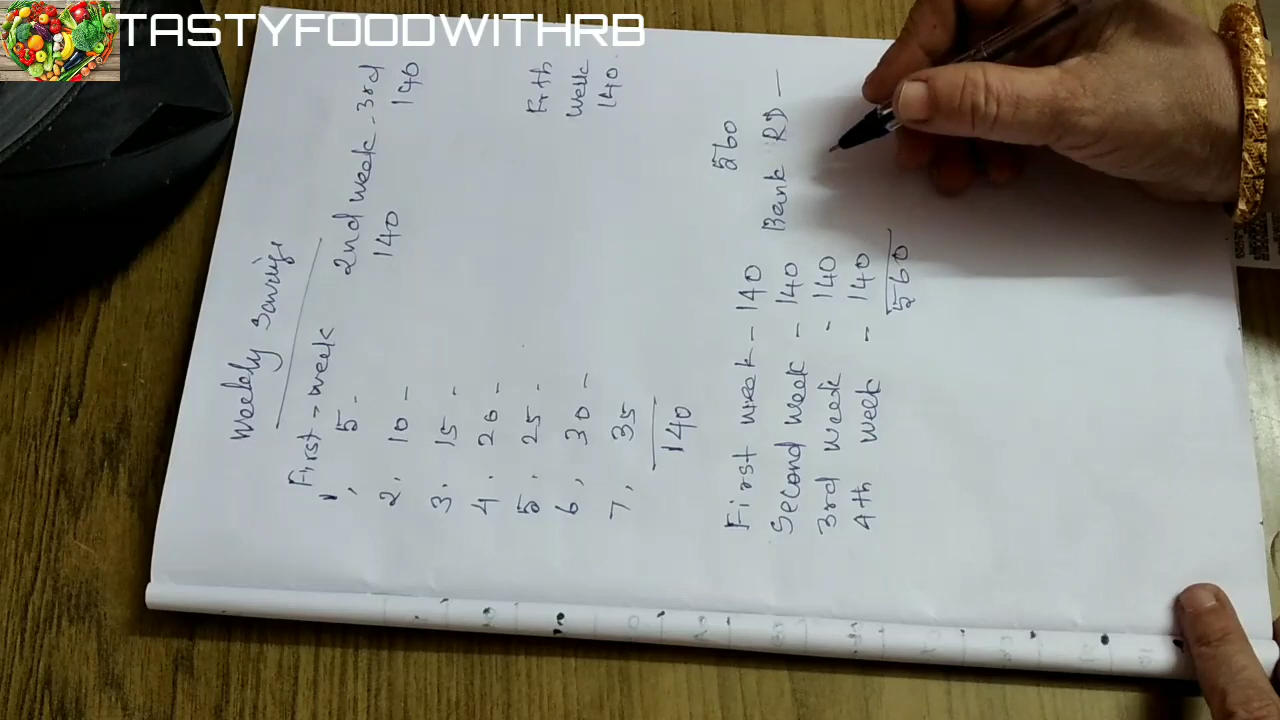 TASTYFOODWITHRB
Weekly Savings
First - week 2nd week - 3rd
1, 5 - 140 140
2. 10 -
3. 15 -
4. 20 -
5. 25 -
6, 30 -
7, 35
140
Frth
Week
140.
First week - 140 560
Second week - 140 Bank RD -
3rd Week - 140
4th week - 140
560